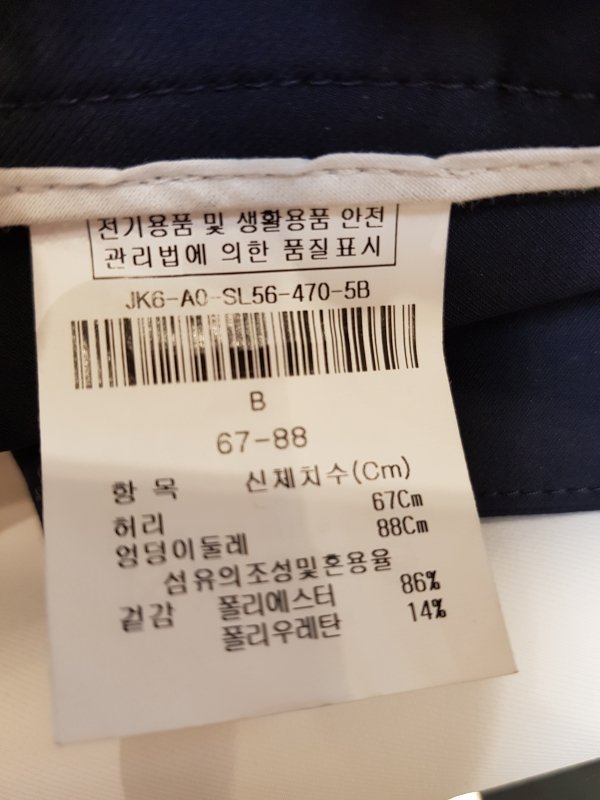 전기용품 및 생활용품 안전
관리법에 의한 품질표시
JK6-A0-SL56-470-5B
B
67-88
항 목 신체치수(Cm)
허리 67Cm
엉덩이둘레 88Cm
섬유의조성및혼용율
겉감 폴리에스터 86%
폴리우레탄 14%